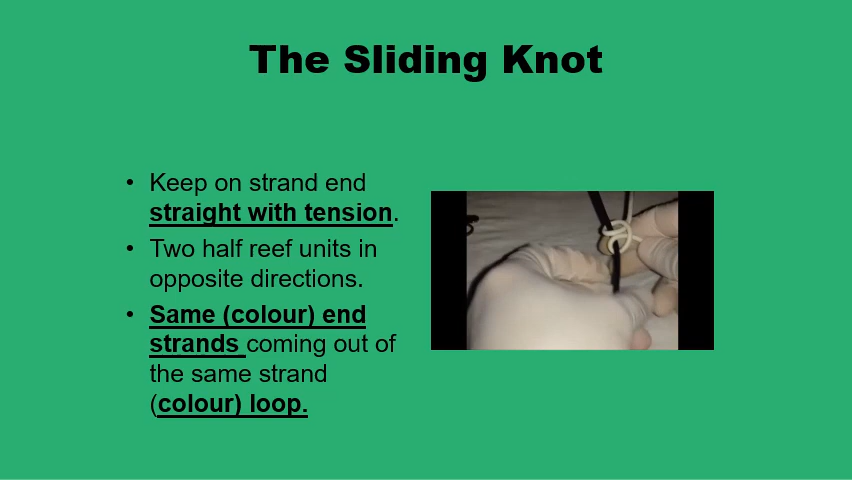 The Sliding Knot
• Keep on strand end
straight with tension.
• Two half reef units in
opposite directions.
• Same (colour) end
strands coming out of
the same strand
(colour) loop.